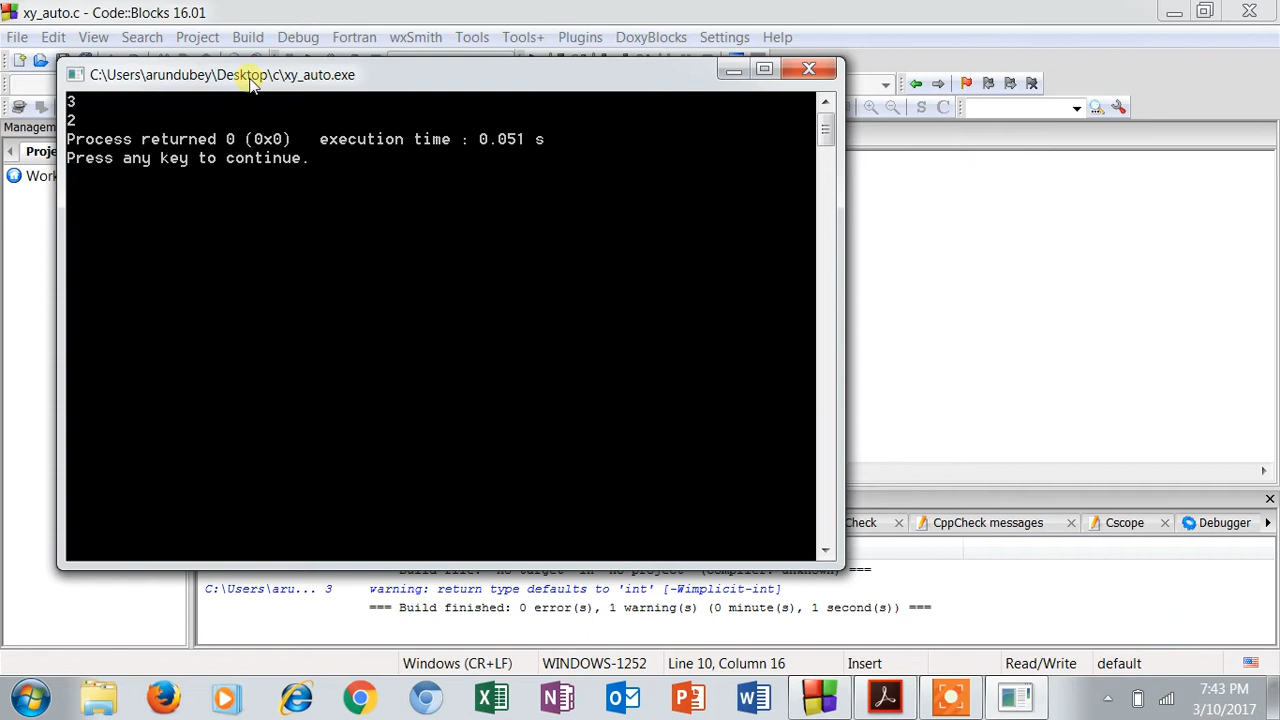 xy_auto.c - Code::Blocks 16.01
File Edit View Search Project Build Debug Fortran wxSmith Tools Tools+ Plugins DoxyBlocks Settings Help
C:\Users\arundubey\Desktop\c\xy_auto.exe
3
2
Process returned 0 (0x0)   execution time : 0.051 s
Press any key to continue.
C
Check CppCheck messages Cscope Debugger
C:\Users\aru... 3 warning: return type defaults to 'int' [-Wimplicit-int]
=== Build finished: 0 error(s), 1 warning(s) (0 minute(s), 1 second(s)) ===
Windows (CR+LF) WINDOWS-1252 Line 10, Column 16 Insert Read/Write default
7:43 PM
3/10/2017